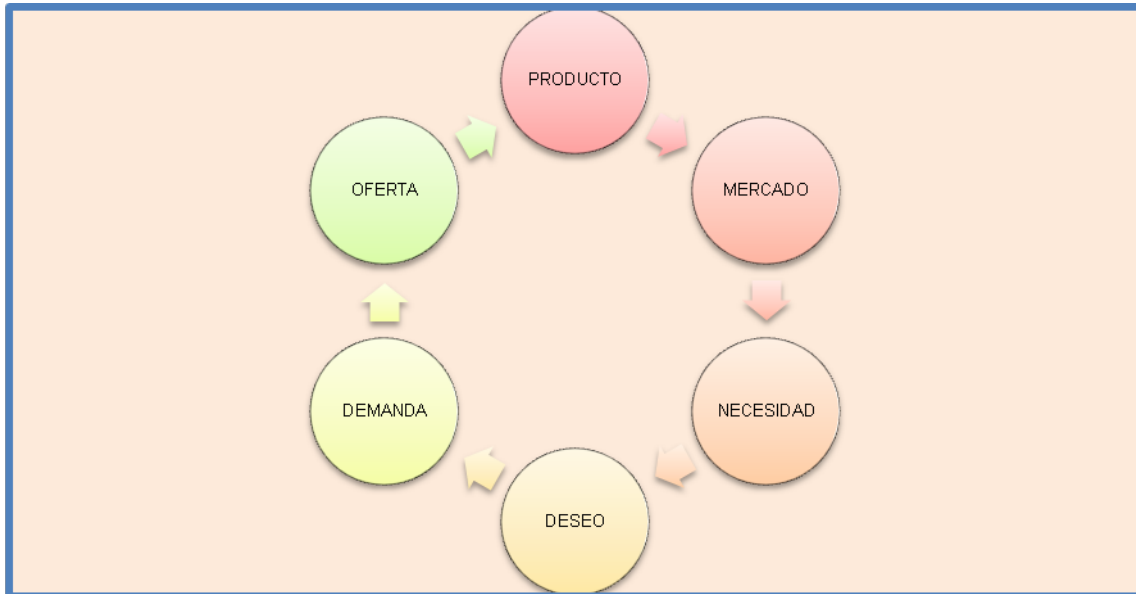 PRODUCTO
MERCADO
NECESIDAD
DESEO
DEMANDA
OFERTA